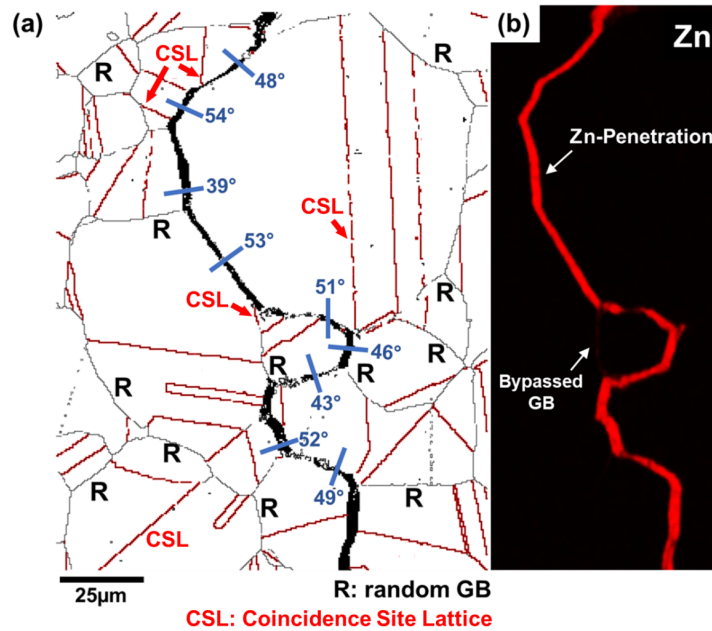 (a)
R
CSL
48°
54°
39°
R
53°
CSL
R
CSL
51°
R
46°
R
R
R
43°
R
R
52°
R
R
49°
R
R
CSL
25µm
R: random GB
CSL: Coincidence Site Lattice
(b)
Zn
Zn-Penetration
Bypassed
GB